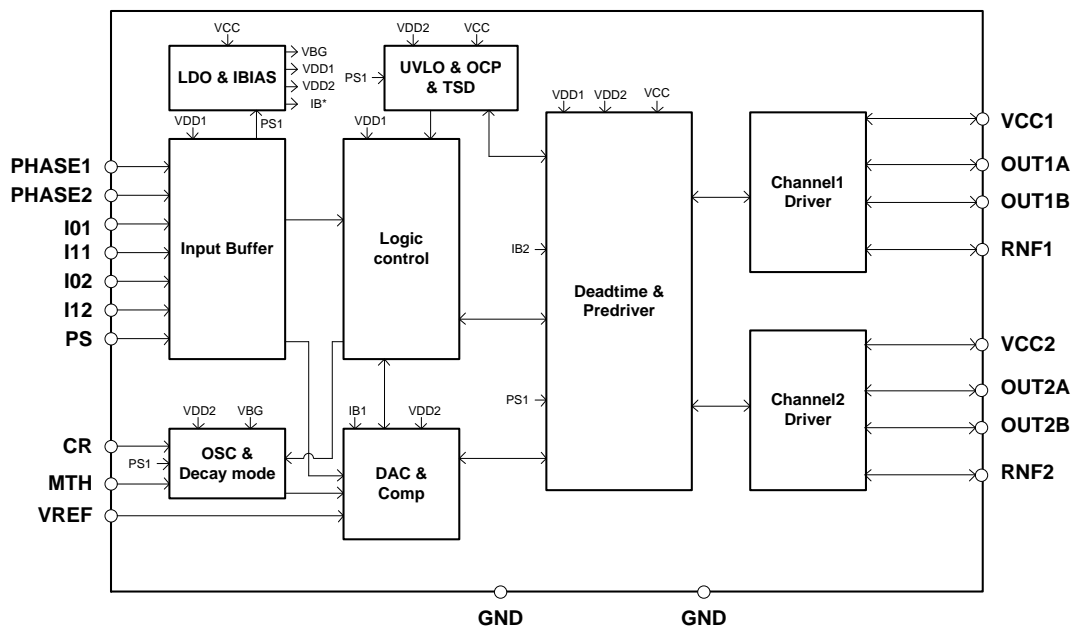 VCC
VBG
VDD1
VDD2
IB*
LDO & IBIAS
VDD1
PS1
VDD2
VCC
PS1
UVLO & OCP
& TSD
VDD1
VDD1
VDD2
VCC
PHASE1
PHASE2
I01
I11
I02
I12
PS
Input Buffer
Logic
control
IB2
Deadtime &
Predriver
PS1
Channel1
Driver
VCC1
OUT1A
OUT1B
RNF1
Channel2
Driver
VCC2
OUT2A
OUT2B
RNF2
VDD2
VBG
CR
PS1
MTH
VREF
OSC &
Decay mode
IB1
VDD2
DAC &
Comp
GND
GND